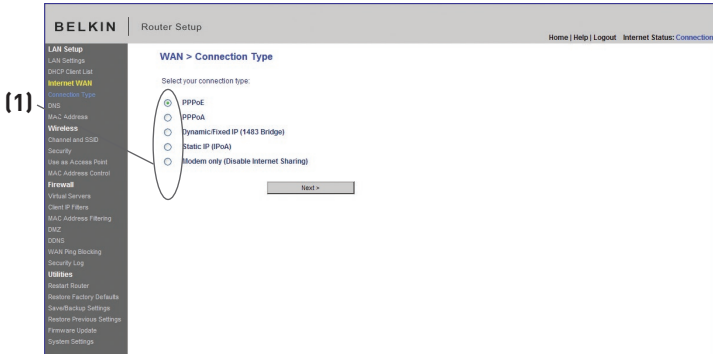 BELKIN
Router Setup
Home | Help | Logout Internet Status: Connection
LAN Setup
LAN Settings
DHCP Client List
Internet WAN
Connection Type
DNS
MAC Address
Wireless
Channel and SSID
Security
Use as Access Point
MAC Address Control
Firewall
Virtual Servers
Client IP Filters
MAC Address Filtering
DMZ
DDNS
WAN Ping Blocking
Security Log
Utilities
Restart Router
Restore Factory Defaults
Save/Backup Settings
Restore Previous Settings
Firmware Update
System Settings
(1)
WAN > Connection Type
Select your connection type:
PPPoE
PPPoA
Dynamic/Fixed IP (1483 Bridge)
Static IP (IPoA)
Modem only (Disable Internet Sharing)
Next >